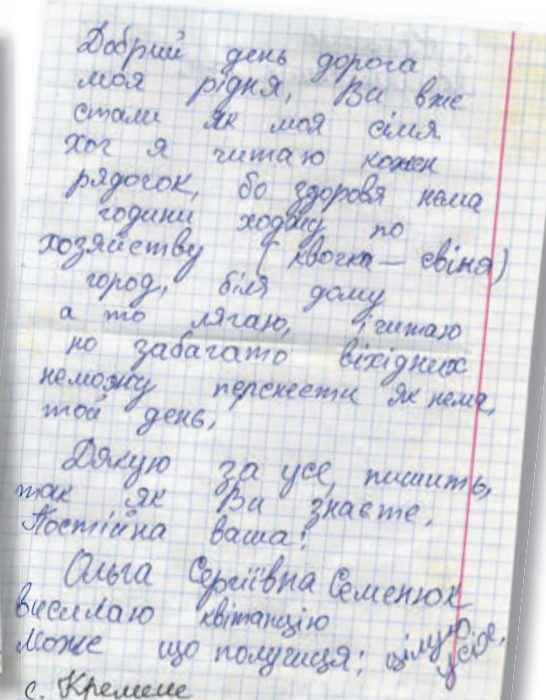 Добрий день дорога
моя рідня, Ви вже
стали як моя сімя
хоч я читаю кожен
рядочок, бо здоровя нема
години ходжу по
хозяйству (квочка — свіня)
город, біля дому
а то лягаю, і читаю
но забагато віхідних
неможу перенести як нема,
той день,
Дякую за усе, пишить,
так як Ви знаєте,
Постійна ваша:
Ольга Сергіївна Семенюк
висилаю квітанцію
Може що получиця; цілую усіх,
с. Кремене